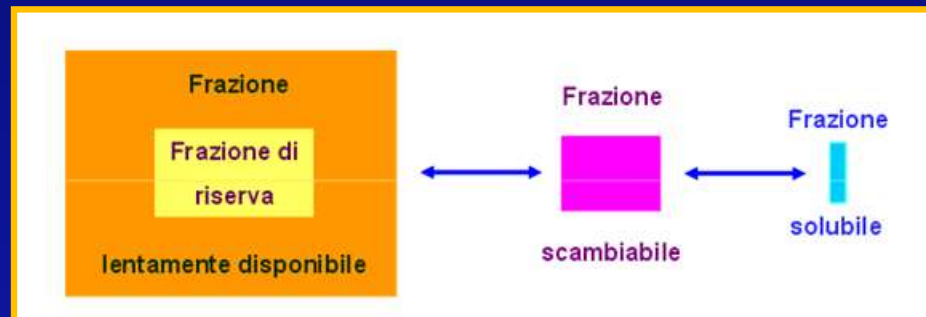 Frazione
Frazione di
riserva
lentamente disponibile
Frazione
scambiabile
Frazione
solubile